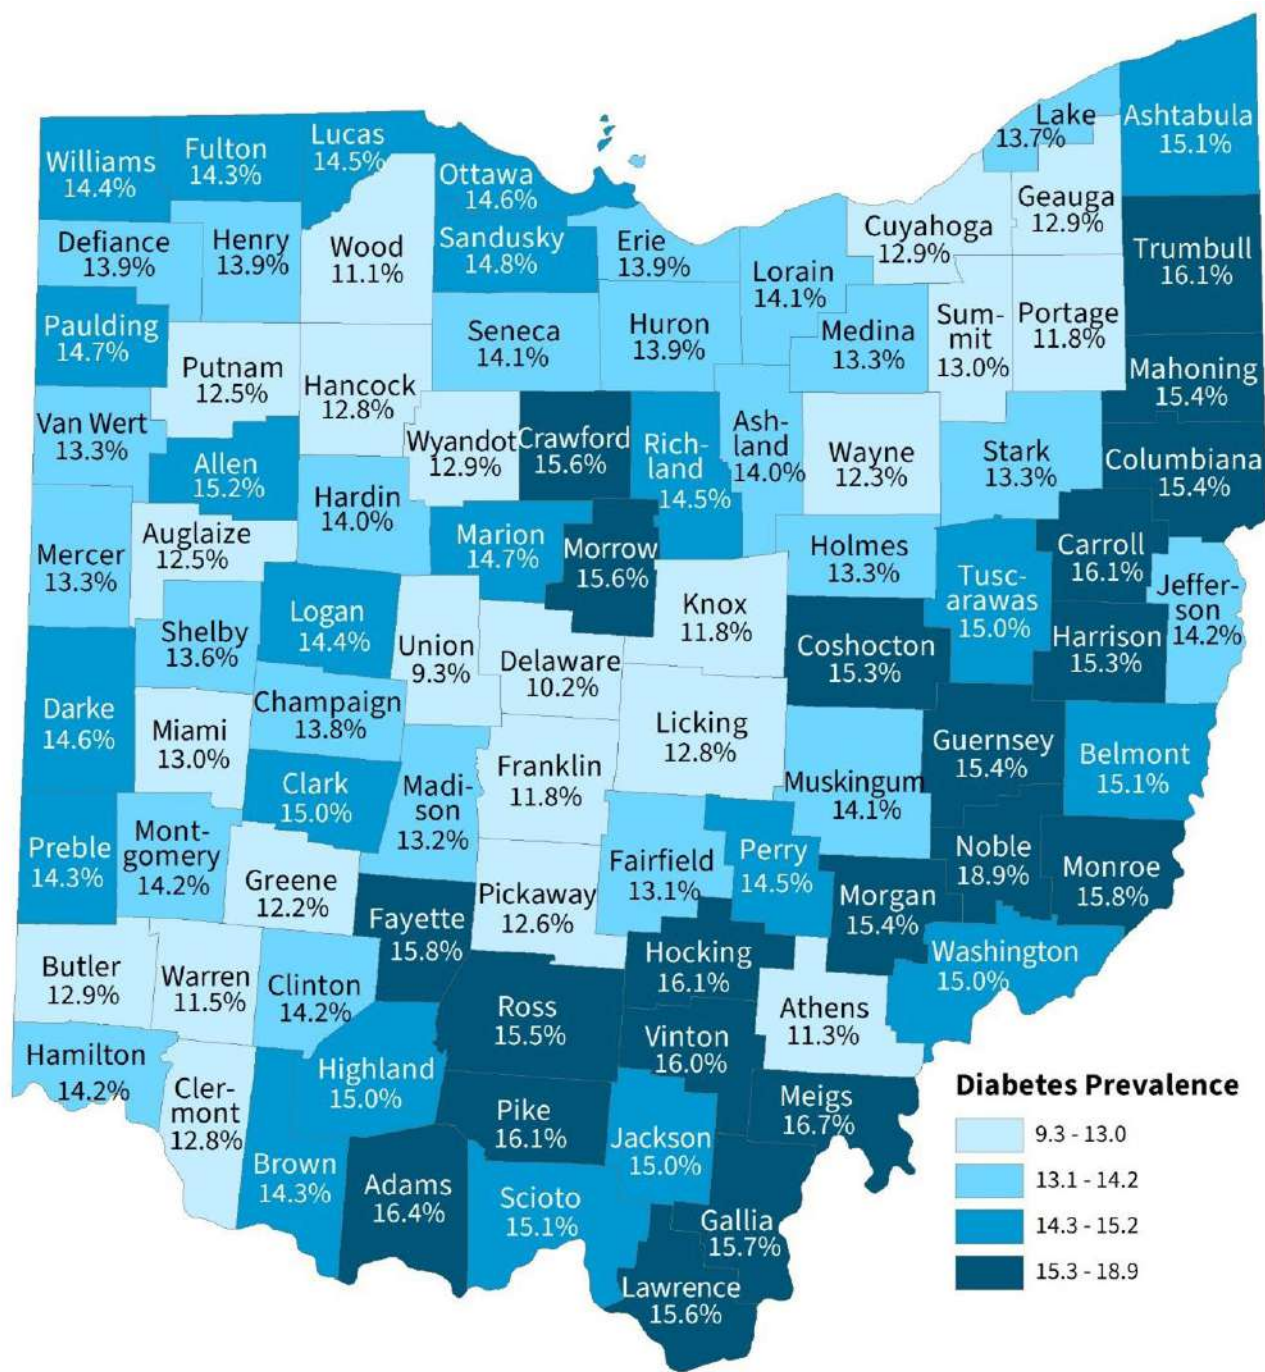 Williams
14.4%
Fulton
14.3%
Lucas
14.5%
Ottawa
14.6%
Lake
13.7%
Ashtabula
15.1%
Geauga
12.9%
Defiance
13.9%
Henry
13.9%
Wood
11.1%
Sandusky
14.8%
Erie
13.9%
Lorain
14.1%
Cuyahoga
12.9%
Trumbull
16.1%
Paulding
14.7%
Putnam
12.5%
Hancock
12.8%
Seneca
14.1%
Huron
13.9%
Medina
13.3%
Sum-
mit
13.0%
Portage
11.8%
Mahoning
15.4%
Van Wert
13.3%
Allen
15.2%
Hardin
14.0%
Wyandot
12.9%
Crawford
15.6%
Rich-
land
14.5%
Ash-
land
14.0%
Wayne
12.3%
Stark
13.3%
Columbiana
15.4%
Mercer
13.3%
Auglaize
12.5%
Marion
14.7%
Morrow
15.6%
Holmes
13.3%
Tusc-
arawas
15.0%
Carroll
16.1%
Jeffer-
son
14.2%
Shelby
13.6%
Logan
14.4%
Union
9.3%
Delaware
10.2%
Knox
11.8%
Coshocton
15.3%
Harrison
15.3%
Darke
14.6%
Miami
13.0%
Champaign
13.8%
Clark
15.0%
Madi-
son
13.2%
Franklin
11.8%
Licking
12.8%
Muskingum
14.1%
Guernsey
15.4%
Belmont
15.1%
Preble
14.3%
Mont-
gomery
14.2%
Greene
12.2%
Fayette
15.8%
Pickaway
12.6%
Fairfield
13.1%
Perry
14.5%
Morgan
15.4%
Noble
18.9%
Monroe
15.8%
Butler
12.9%
Warren
11.5%
Clinton
14.2%
Ross
15.5%
Hocking
16.1%
Athens
11.3%
Washington
15.0%
Hamilton
14.2%
Cler-
mont
12.8%
Highland
15.0%
Vinton
16.0%
Meigs
16.7%
Brown
14.3%
Adams
16.4%
Pike
16.1%
Jackson
15.0%
Scioto
15.1%
Gallia
15.7%
Lawrence
15.6%
Diabetes Prevalence
9.3 - 13.0
13.1 - 14.2
14.3 - 15.2
15.3 - 18.9